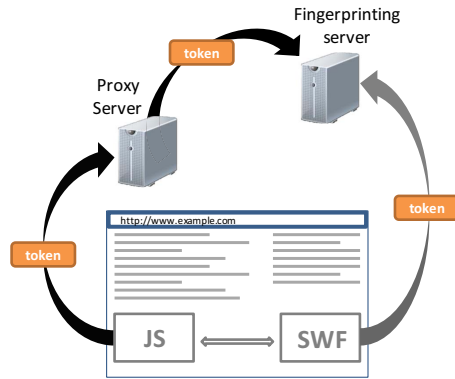 Fingerprinting
server
token
Proxy
Server
token
token
http://www.example.com
JS
SWF